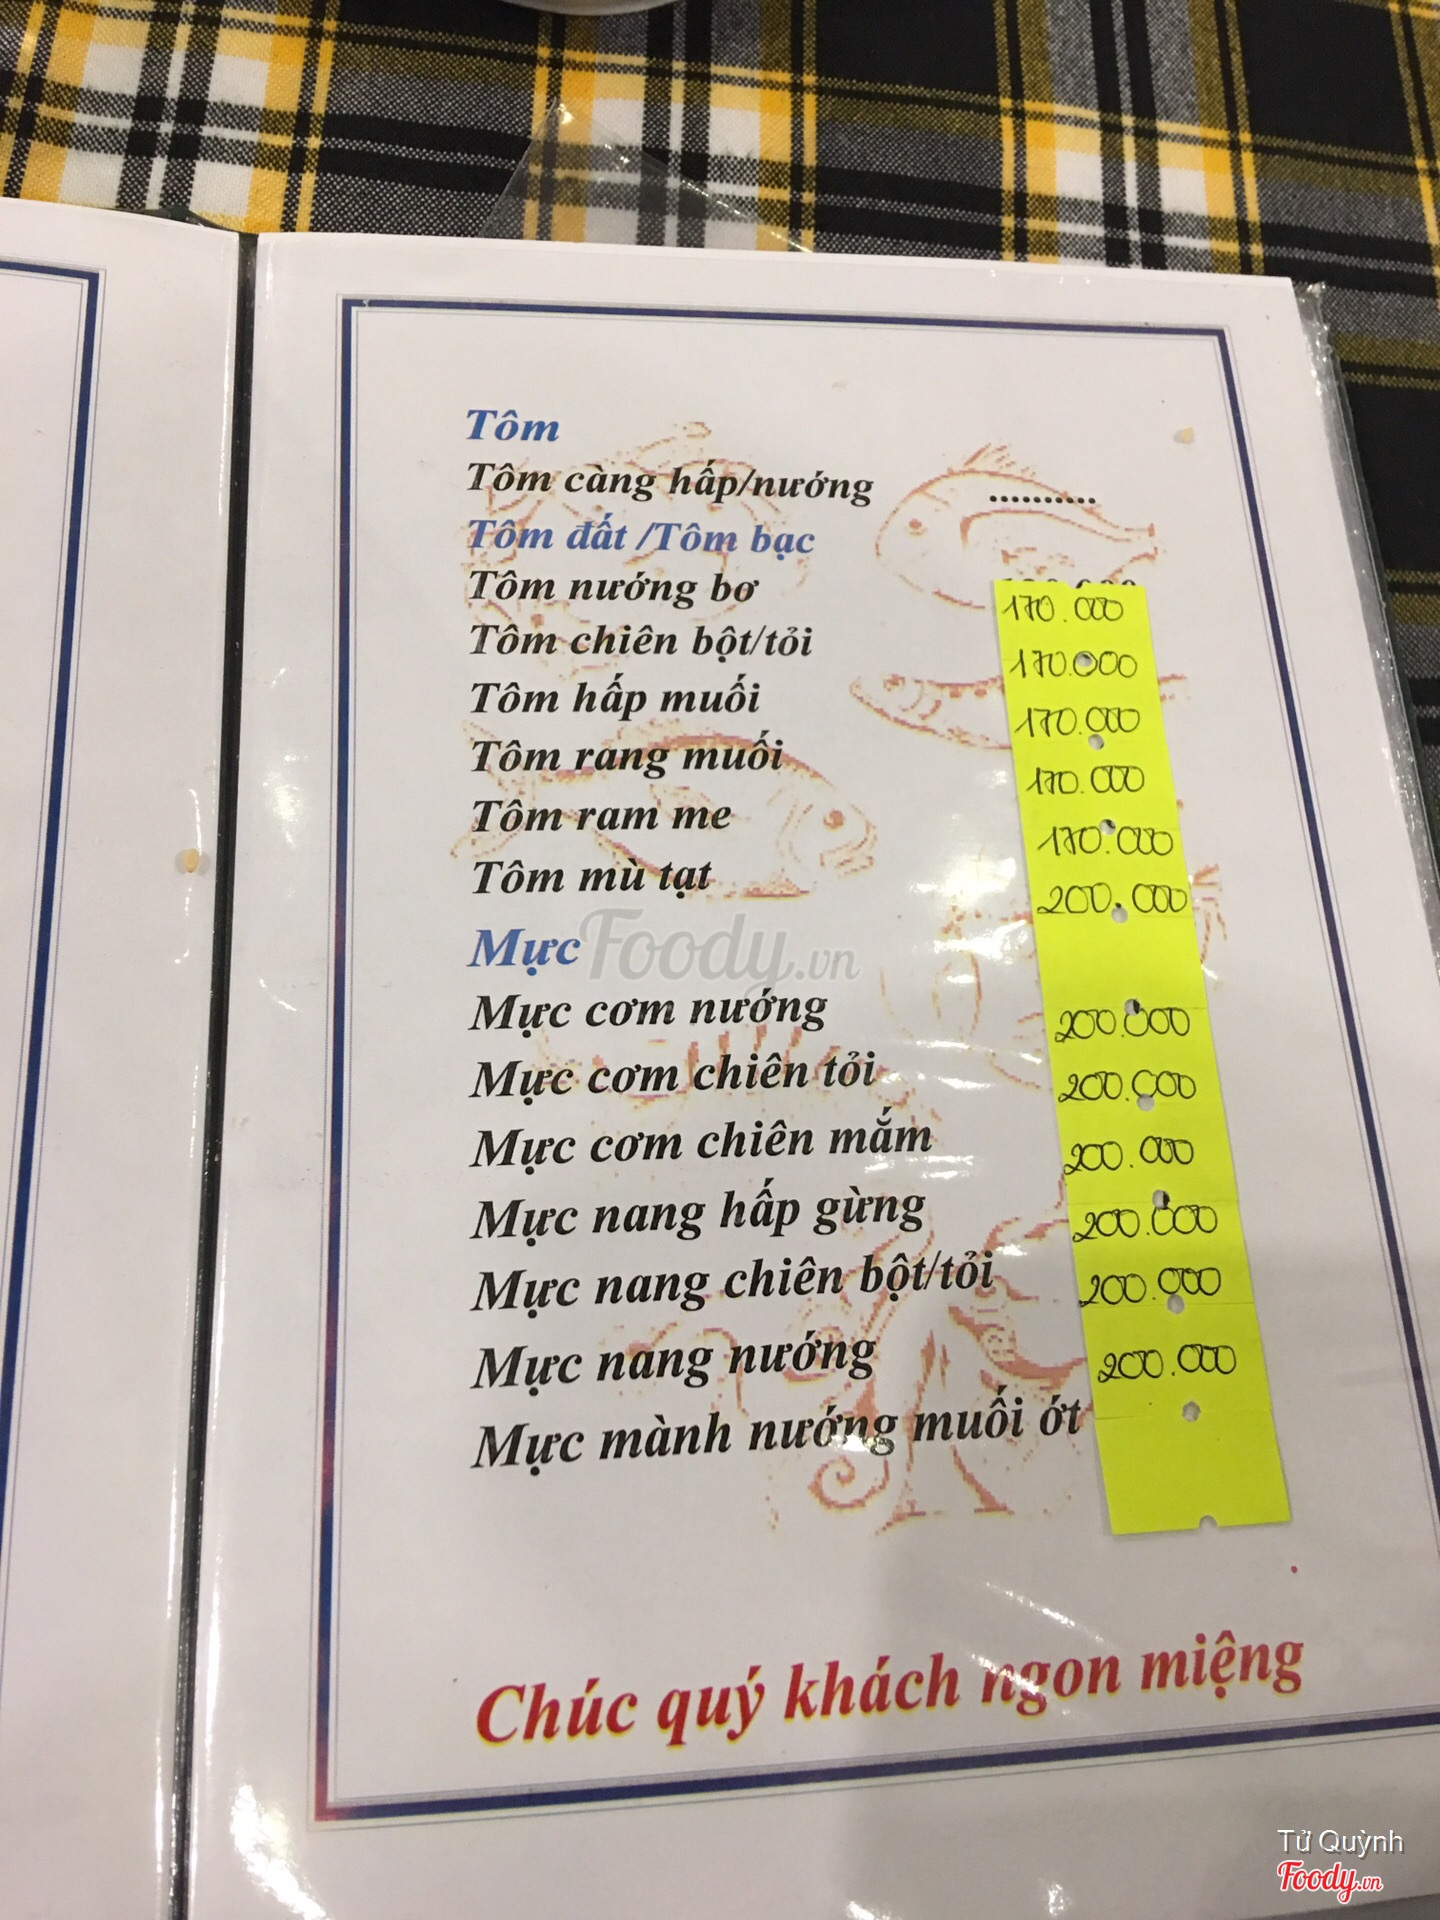 Tôm
Tôm càng hấp/nướng ..........
Tôm đất /Tôm bạc
Tôm nướng bơ 170.000
Tôm chiên bột/tỏi 170.000
Tôm hấp muối 170.000
Tôm rang muối 170.000
Tôm ram me 170.000
Tôm mù tạt 200.000
Mực
Foody.vn
Mực cơm nướng 200.000
Mực cơm chiên tỏi 200.000
Mực cơm chiên mắm 200.000
Mực nang hấp gừng 200.000
Mực nang chiên bột/tỏi 200.000
Mực nang nướng 200.000
Mực mành nướng muối ớt
Chúc quý khách ngon miệng
Tử Quỳnh
Foody.vn